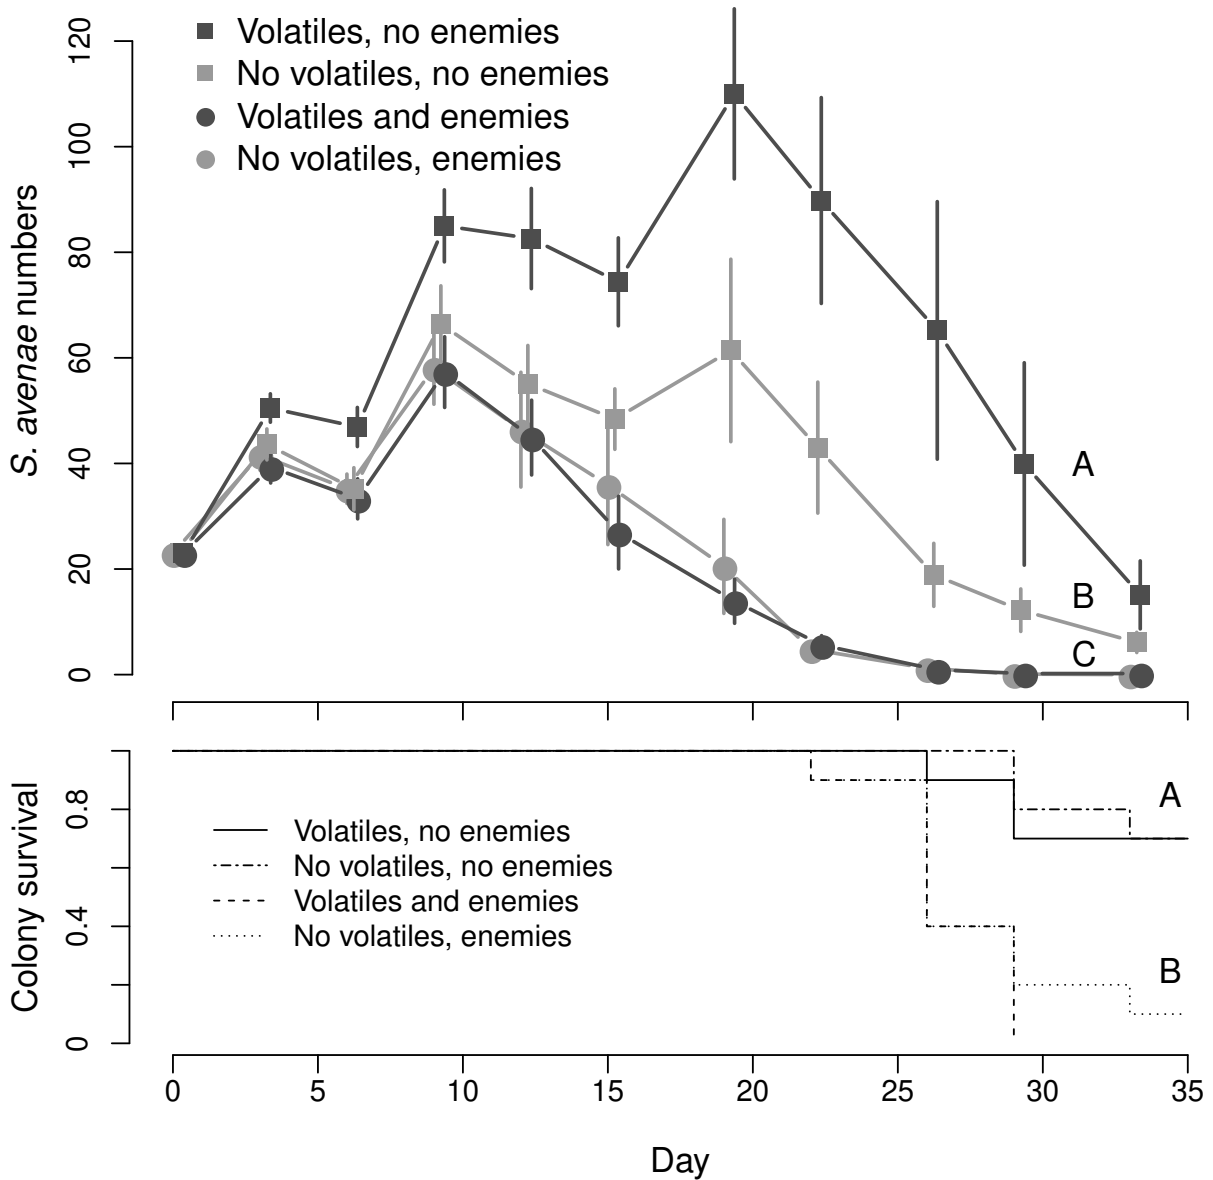 Volatiles, no enemies
No volatiles, no enemies
Volatiles and enemies
No volatiles, enemies
S. avenae numbers
120
100
80
60
40
20
0
A
B
C
Colony survival
0.8
0.4
0
Volatiles, no enemies
No volatiles, no enemies
Volatiles and enemies
No volatiles, enemies
A
B
0 5 10 15 20 25 30 35
Day